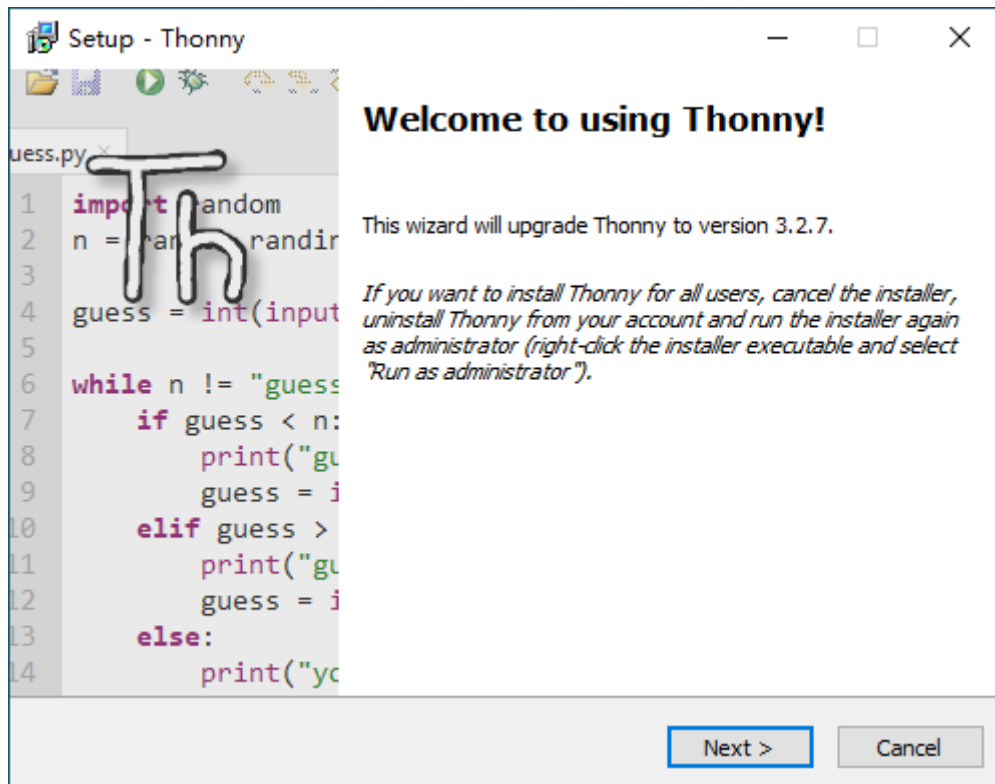 Setup - Thonny
Welcome to using Thonny!
uess.py
1 import random
2 n = ran randin
3
4 guess = int(input
5
6 while n != "guess
7 if guess < n:
8 print("gu
9 guess = i
10 elif guess >
11 print("gu
12 guess = i
13 else:
14 print("yo
Th
This wizard will upgrade Thonny to version 3.2.7.
If you want to install Thonny for all users, cancel the installer,
uninstall Thonny from your account and run the installer again
as administrator (right-click the installer executable and select
"Run as administrator").
Next >
Cancel